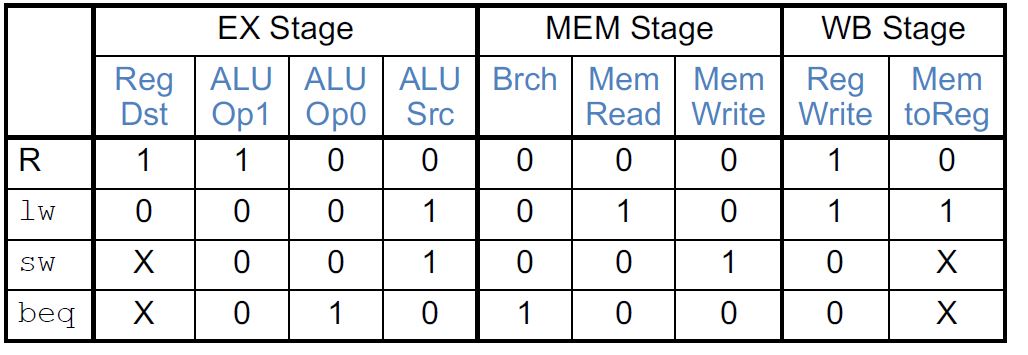 EX Stage MEM Stage WB Stage
Reg ALU ALU ALU Brch Mem Mem Reg Mem
Dst Op1 Op0 Src Read Write Write toReg
R 1 1 0 0 0 0 0 1 0
lw 0 0 0 1 0 1 0 1 1
sw X 0 0 1 0 0 1 0 X
beq X 0 1 0 1 0 0 0 X